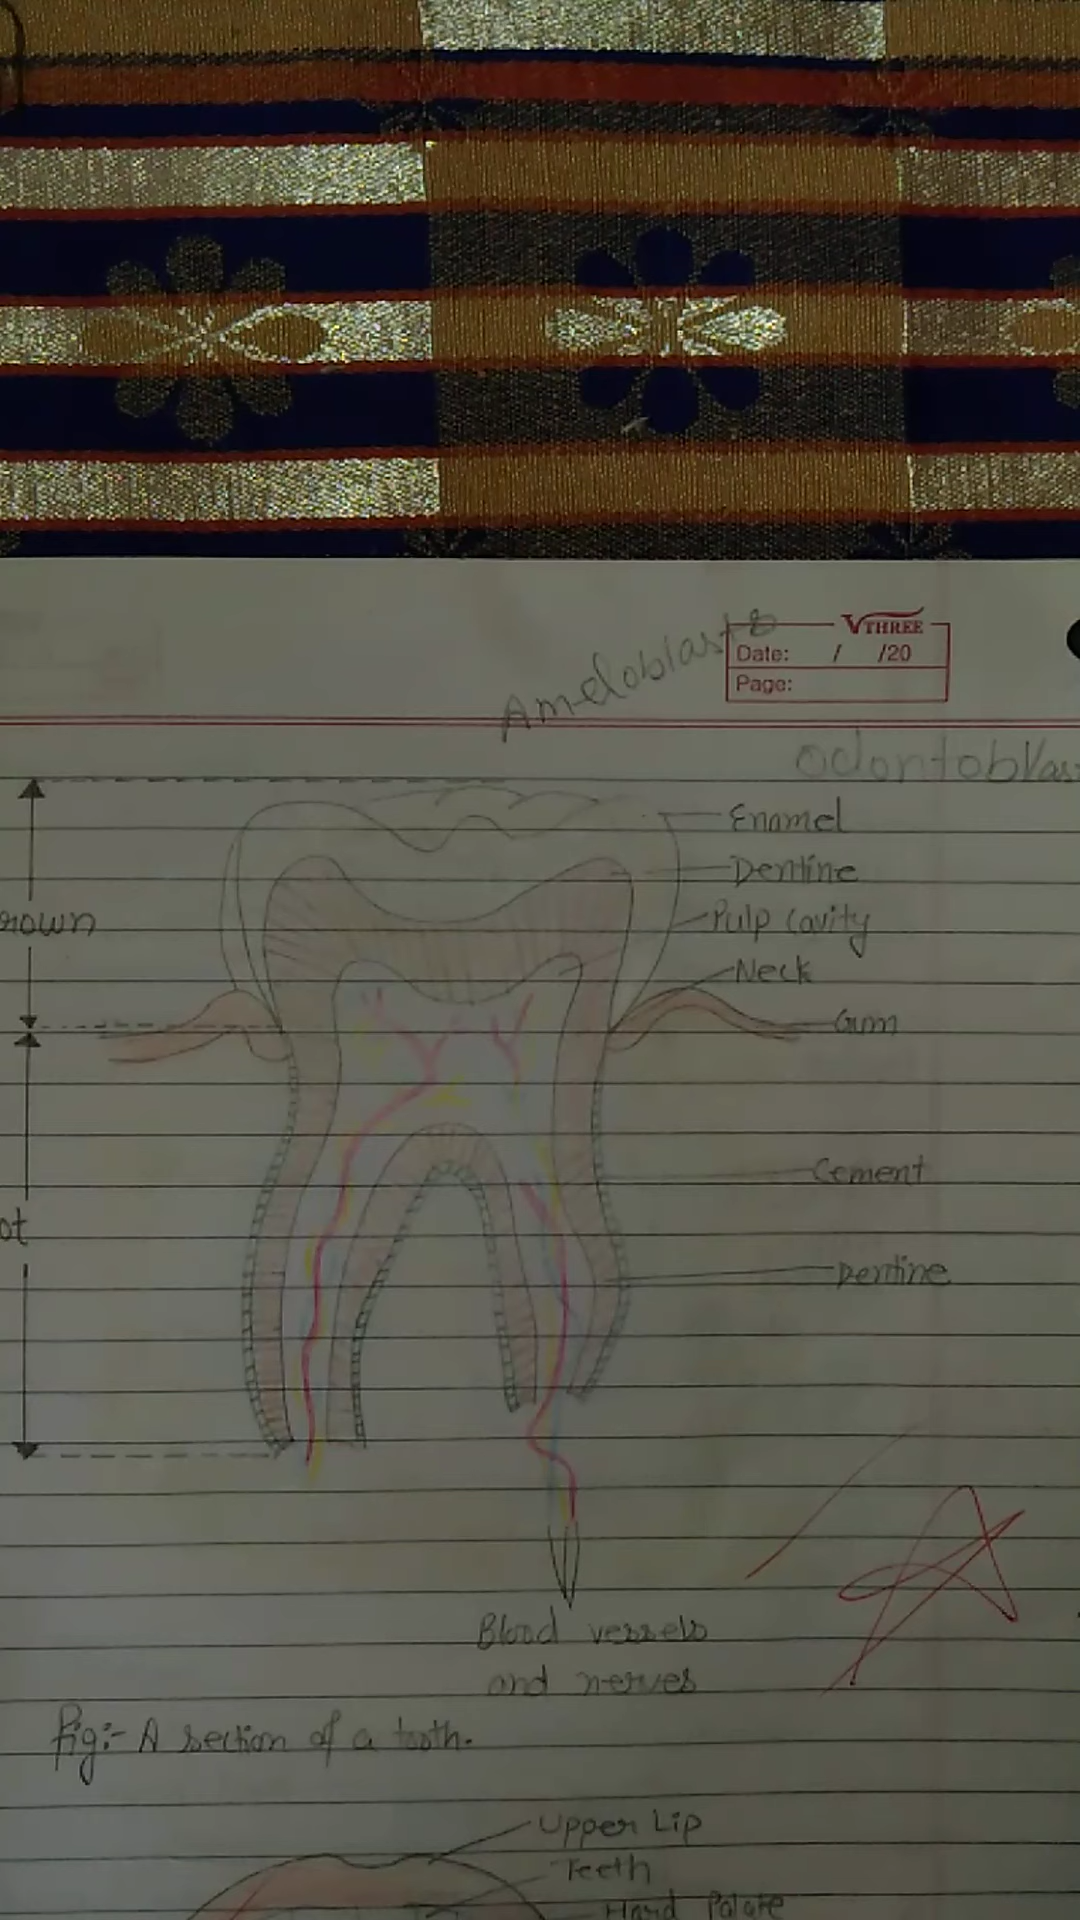 VTHREE
Date: / /20
Page:
Ameloblasts
odontoblas
Enamel
Dentine
rown
Pulp cavity
Neck
Gum
Cement
ot
Dentine
Blood vessels
and nerves
Fig:- A section of a tooth.
Upper Lip
Teeth
Hard Palate